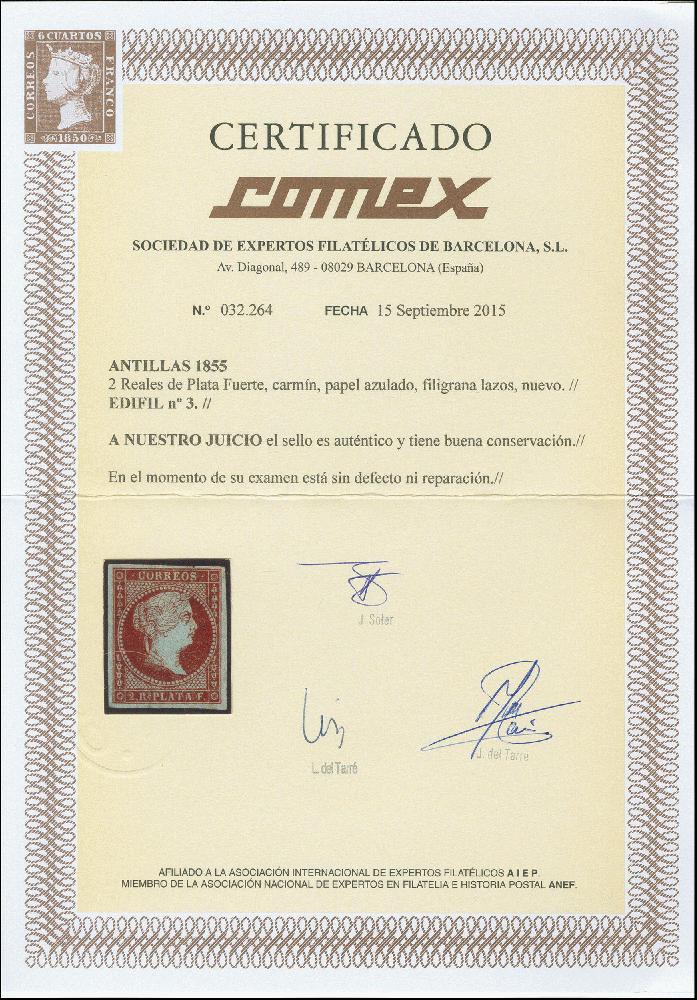 6 CUARTOS
CORREOS
FRANCO
1850
CERTIFICADO
comex
SOCIEDAD DE EXPERTOS FILATÉLICOS DE BARCELONA, S.L.
Av. Diagonal, 489 - 08029 BARCELONA (España)
N.º 032.264 FECHA 15 Septiembre 2015
ANTILLAS 1855
2 Reales de Plata Fuerte, carmín, papel azulado, filigrana lazos, nuevo. //
EDIFIL nº 3. //
A NUESTRO JUICIO el sello es auténtico y tiene buena conservación.//
En el momento de su examen está sin defecto ni reparación.//
CORREOS
2 Rs PLATA F.
J. Soler
L. del Tarré
J. del Tarre
AFILIADO A LA ASOCIACIÓN INTERNACIONAL DE EXPERTOS FILATÉLICOS A I E P.
MIEMBRO DE LA ASOCIACIÓN NACIONAL DE EXPERTOS EN FILATELIA E HISTORIA POSTAL ANEF.